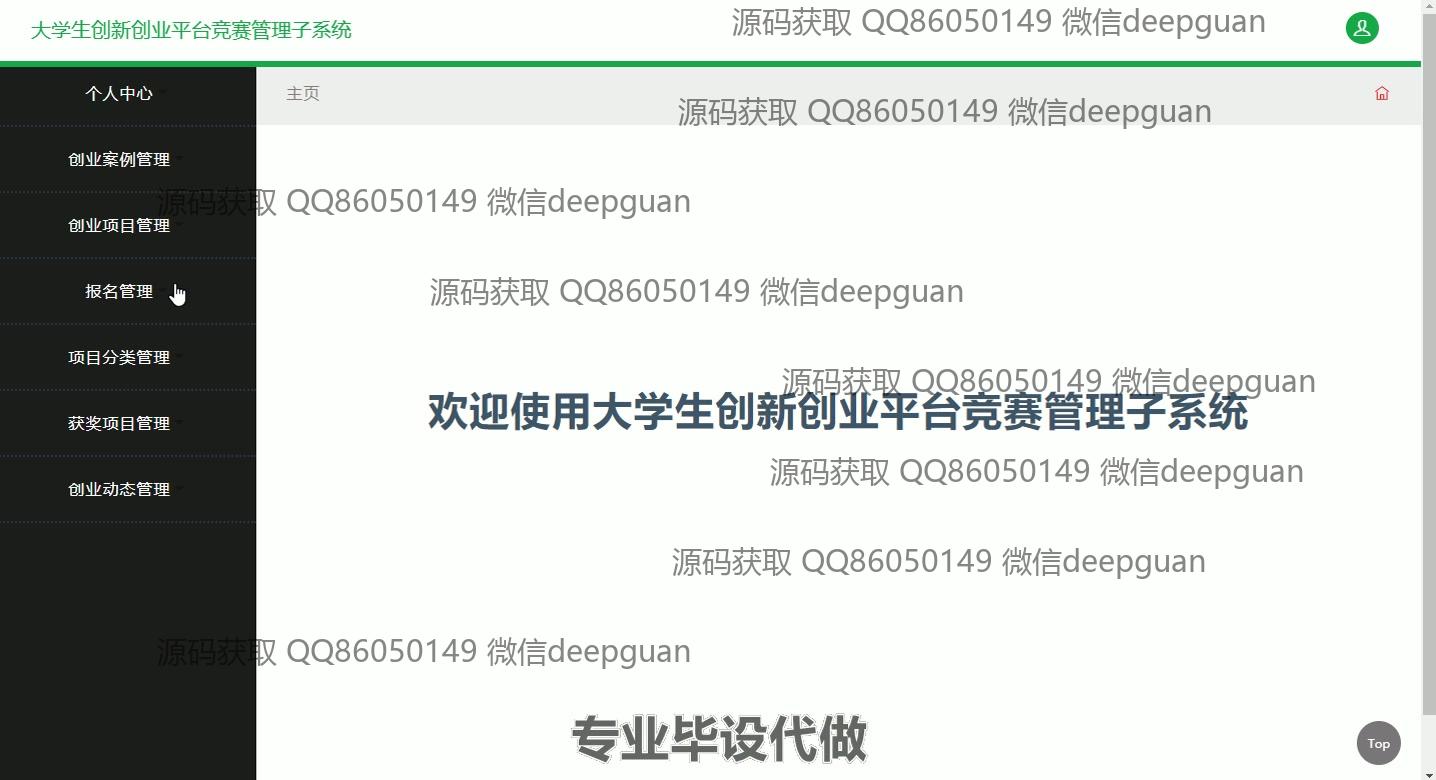 大学生创新创业平台竞赛管理子系统
源码获取 QQ86050149 微信deepguan
个人中心
主页
源码获取 QQ86050149 微信deepguan
创业案例管理
源码获取 QQ86050149 微信deepguan
创业项目管理
报名管理
源码获取 QQ86050149 微信deepguan
项目分类管理
源码获取 QQ86050149 微信deepguan
欢迎使用大学生创新创业平台竞赛管理子系统
获奖项目管理
源码获取 QQ86050149 微信deepguan
创业动态管理
源码获取 QQ86050149 微信deepguan
源码获取 QQ86050149 微信deepguan
专业毕设代做
Top